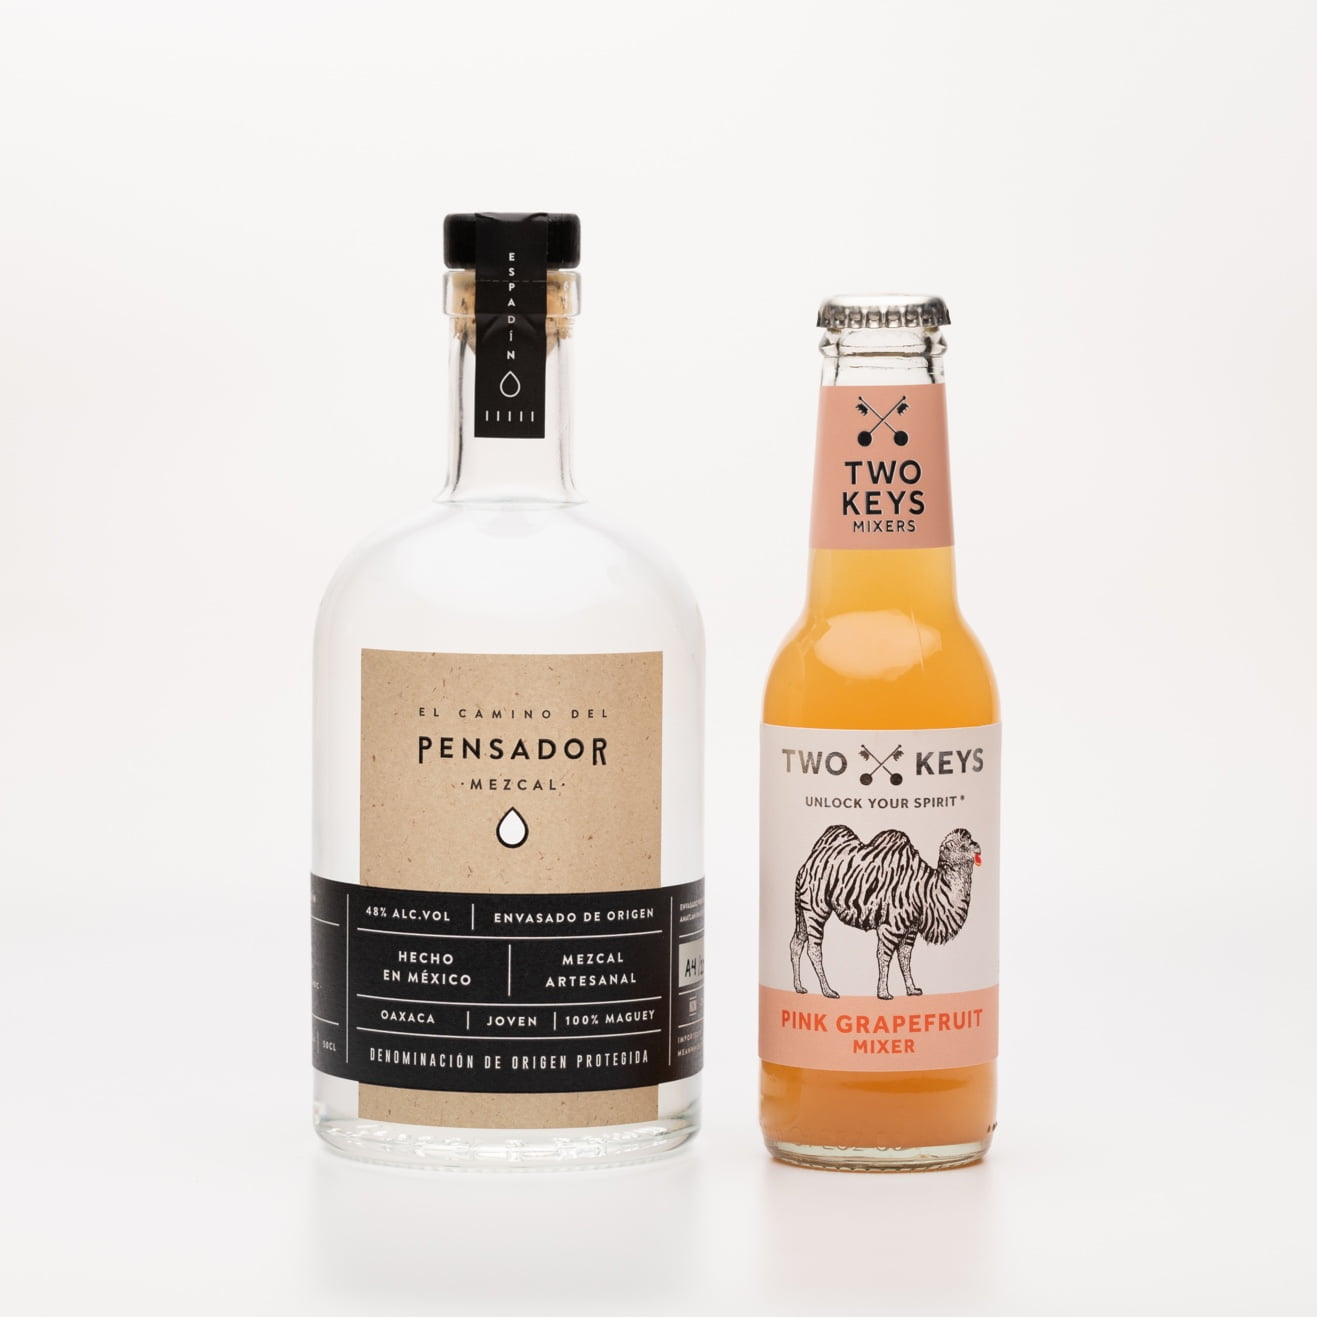 ESPADÍN
EL CAMINO DEL
PENSADOR
·MEZCAL·
48% ALC.VOL
ENVASADO DE ORIGEN
HECHO
EN MÉXICO
MEZCAL
ARTESANAL
OAXACA
JOVEN
100% MAGUEY
DENOMINACIÓN DE ORIGEN PROTEGIDA
50CL
TWO
KEYS
MIXERS
TWO KEYS
UNLOCK YOUR SPIRIT®
PINK GRAPEFRUIT
MIXER